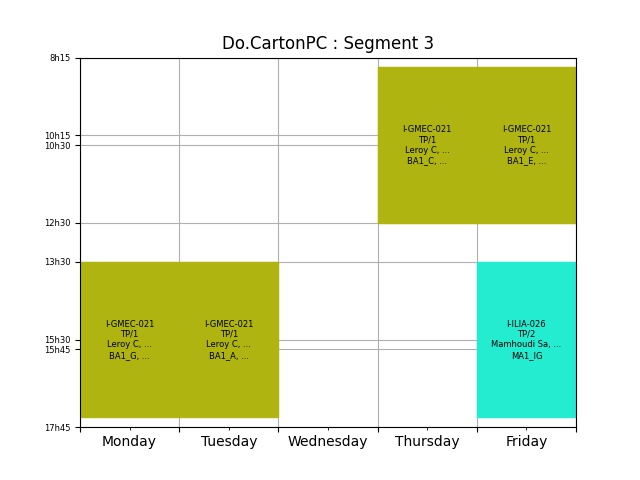 Do.CartonPC : Segment 3
8h15
10h15
10h30
12h30
13h30
15h30
15h45
17h45
I-GMEC-021
TP/1
Leroy C, ...
BA1_C, ...
I-GMEC-021
TP/1
Leroy C, ...
BA1_E, ...
I-GMEC-021
TP/1
Leroy C, ...
BA1_G, ...
I-GMEC-021
TP/1
Leroy C, ...
BA1_A, ...
I-ILIA-026
TP/2
Mamhoudi Sa, ...
MA1_IG
Monday
Tuesday
Wednesday
Thursday
Friday